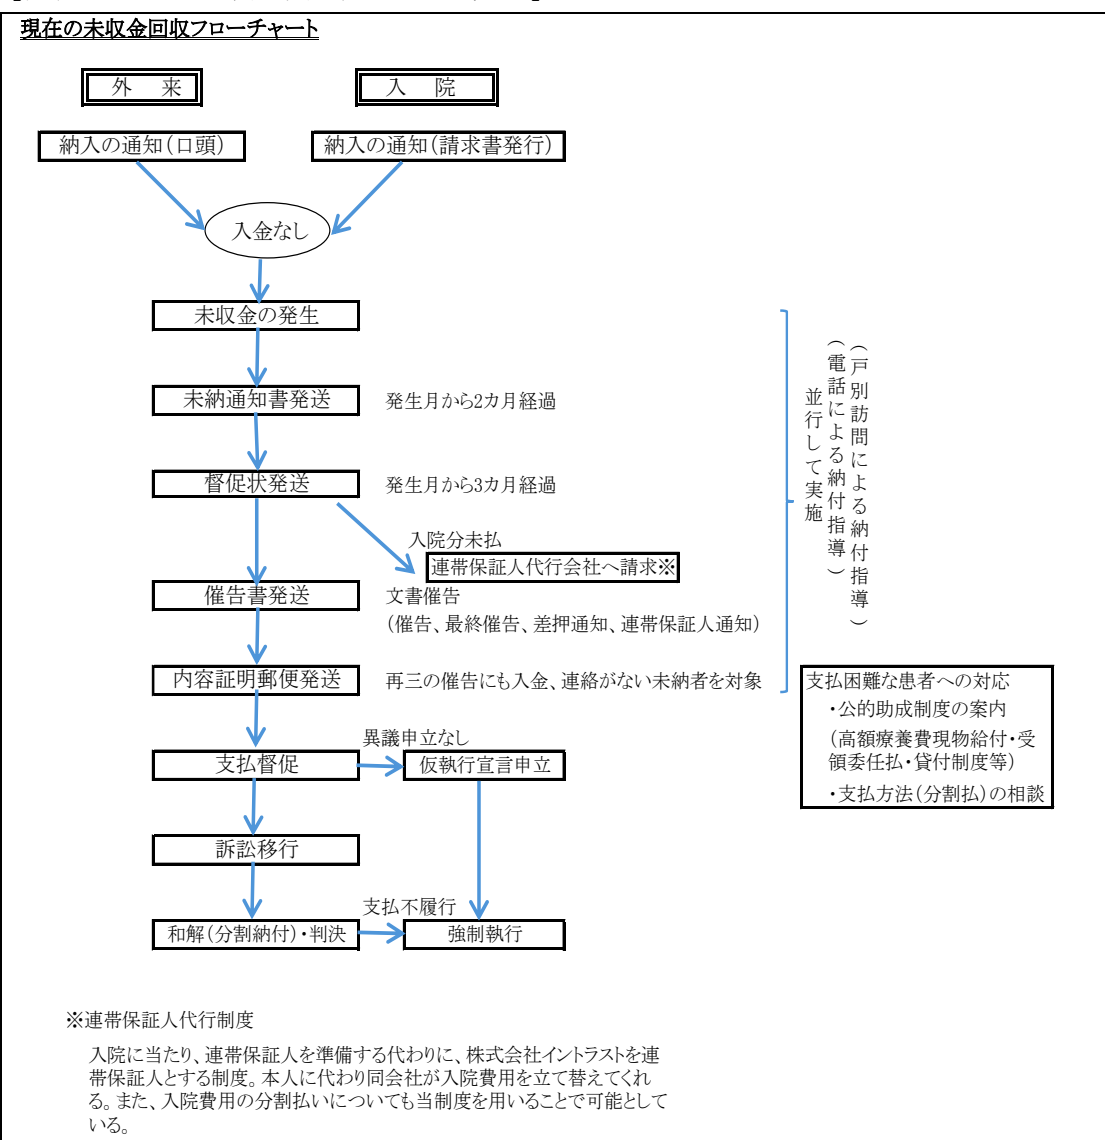 現在の未収金回収フローチャート
外　来
入　院
納入の通知(口頭)
納入の通知(請求書発行)
入金なし
未収金の発生
未納通知書発送
発生月から2カ月経過
督促状発送
発生月から3カ月経過
入院分未払
連帯保証人代行会社へ請求※
催告書発送
文書催告
(催告、最終催告、差押通知、連帯保証人通知)
内容証明郵便発送
再三の催告にも入金、連絡がない未納者を対象
異議申立なし
支払督促
仮執行宣言申立
訴訟移行
支払不履行
和解(分割納付)・判決
強制執行
(戸別訪問による納付指導)
(電話による納付指導)
並行して実施
支払困難な患者への対応
・公的助成制度の案内
(高額療養費現物給付・受
領委任払・貸付制度等)
・支払方法(分割払)の相談
※連帯保証人代行制度
入院に当たり、連帯保証人を準備する代わりに、株式会社イントラストを連
帯保証人とする制度。本人に代わり同会社が入院費用を立て替えてくれ
る。また、入院費用の分割払いについても当制度を用いることで可能として
いる。